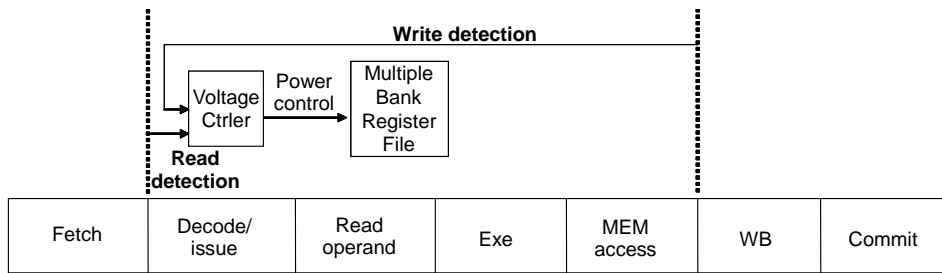 Write detection
Voltage
Ctrler
Power
control
Multiple
Bank
Register
File
Read
detection
Fetch
Decode/
issue
Read
operand
Exe
MEM
access
WB
Commit